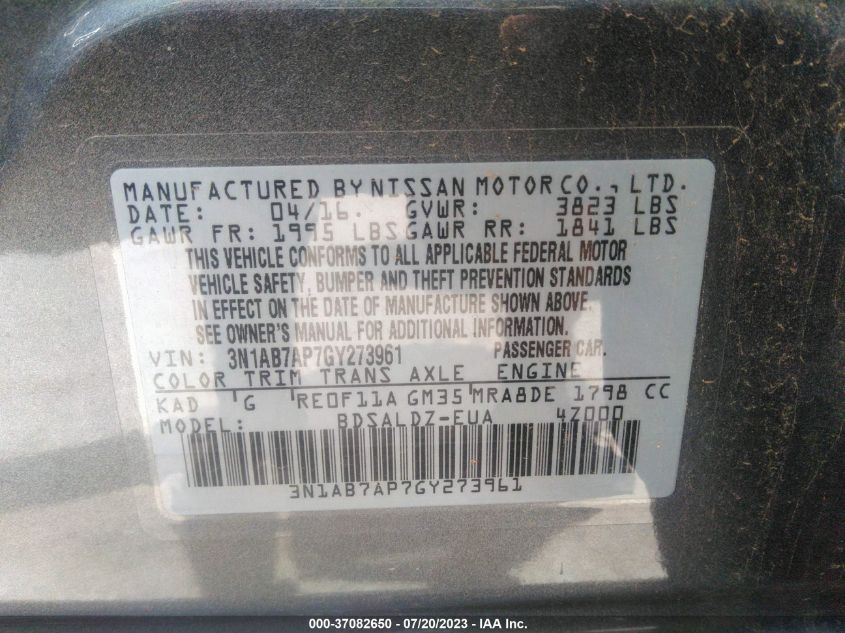 MANUFACTURED BY NISSAN MOTOR CO., LTD.
DATE: 04/16. GVWR: 3823 LBS
GAWR FR: 1995 LBS GAWR RR: 1841 LBS
THIS VEHICLE CONFORMS TO ALL APPLICABLE FEDERAL MOTOR
VEHICLE SAFETY, BUMPER AND THEFT PREVENTION STANDARDS
IN EFFECT ON THE DATE OF MANUFACTURE SHOWN ABOVE.
SEE OWNER'S MANUAL FOR ADDITIONAL INFORMATION.
VIN: 3N1AB7AP7GY273961 PASSENGER CAR.
COLOR TRIM TRANS AXLE ENGINE
KAD G RE0F11A GM35 MRA8DE 1798 CC
MODEL: BDSALDZ-EUA 4Z000
3N1AB7AP7GY273961
000-37082650 - 07/20/2023 - IAA Inc.